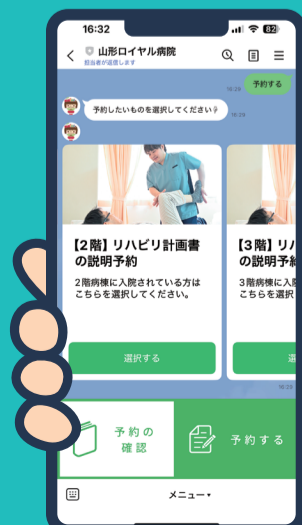 16:32
82
山形ロイヤル病院
担当者が返信します
予約する
16:29
予約したいものを選択してください
16:29
【2階】リハビリ計画書
の説明予約
2階病棟に入院されている方は
こちらを選択してください。
選択する
【3階】リハ
の説明予約
3階病棟に入院
こちらを選択
選
16:29
予約の
確認
予約する
メニュー▾